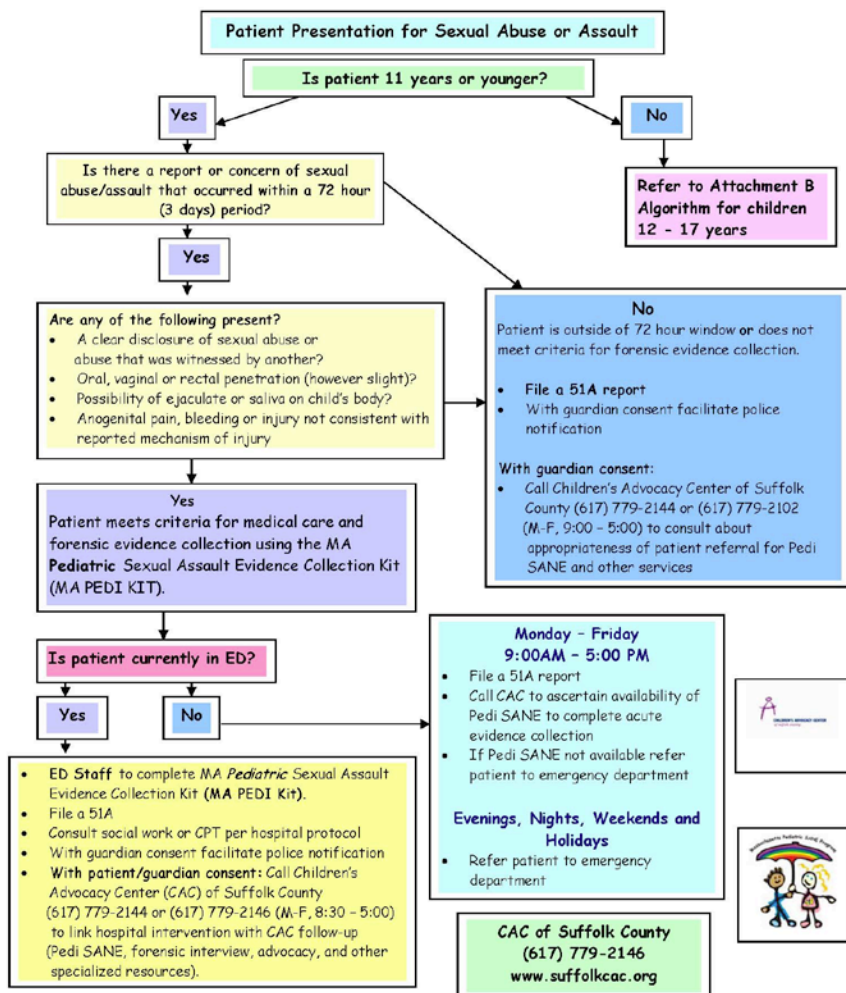 Patient Presentation for Sexual Abuse or Assault
Is patient 11 years or younger?
Yes
No
Is there a report or concern of sexual
abuse/assault that occurred within a 72 hour
(3 days) period?
Refer to Attachment B
Algorithm for children
12 - 17 years
Yes
Are any of the following present?
• A clear disclosure of sexual abuse or
abuse that was witnessed by another?
• Oral, vaginal or rectal penetration (however slight)?
• Possibility of ejaculate or saliva on child's body?
• Anogenital pain, bleeding or injury not consistent with
reported mechanism of injury
No
Patient is outside of 72 hour window or does not
meet criteria for forensic evidence collection.
• File a 51A report
• With guardian consent facilitate police
notification
With guardian consent:
• Call Children's Advocacy Center of Suffolk
County (617) 779-2144 or (617) 779-2102
(M-F, 9:00 – 5:00) to consult about
appropriateness of patient referral for Pedi
SANE and other services
Yes
Patient meets criteria for medical care and
forensic evidence collection using the MA
Pediatric Sexual Assault Evidence Collection Kit
(MA PEDI KIT).
Is patient currently in ED?
Yes
No
Monday – Friday
9:00AM – 5:00 PM
• File a 51A report
• Call CAC to ascertain availability of
Pedi SANE to complete acute
evidence collection
• If Pedi SANE not available refer
patient to emergency department
Evenings, Nights, Weekends and
Holidays
• Refer patient to emergency
department
• ED Staff to complete MA Pediatric Sexual Assault
Evidence Collection Kit (MA PEDI Kit).
• File a 51A
• Consult social work or CPT per hospital protocol
• With guardian consent facilitate police notification
• With patient/guardian consent: Call Children's
Advocacy Center (CAC) of Suffolk County
(617) 779-2144 or (617) 779-2146 (M-F, 8:30 – 5:00)
to link hospital intervention with CAC follow-up
(Pedi SANE, forensic interview, advocacy, and other
specialized resources).
CAC of Suffolk County
(617) 779-2146
www.suffolkcac.org
CHILDREN'S ADVOCACY CENTER